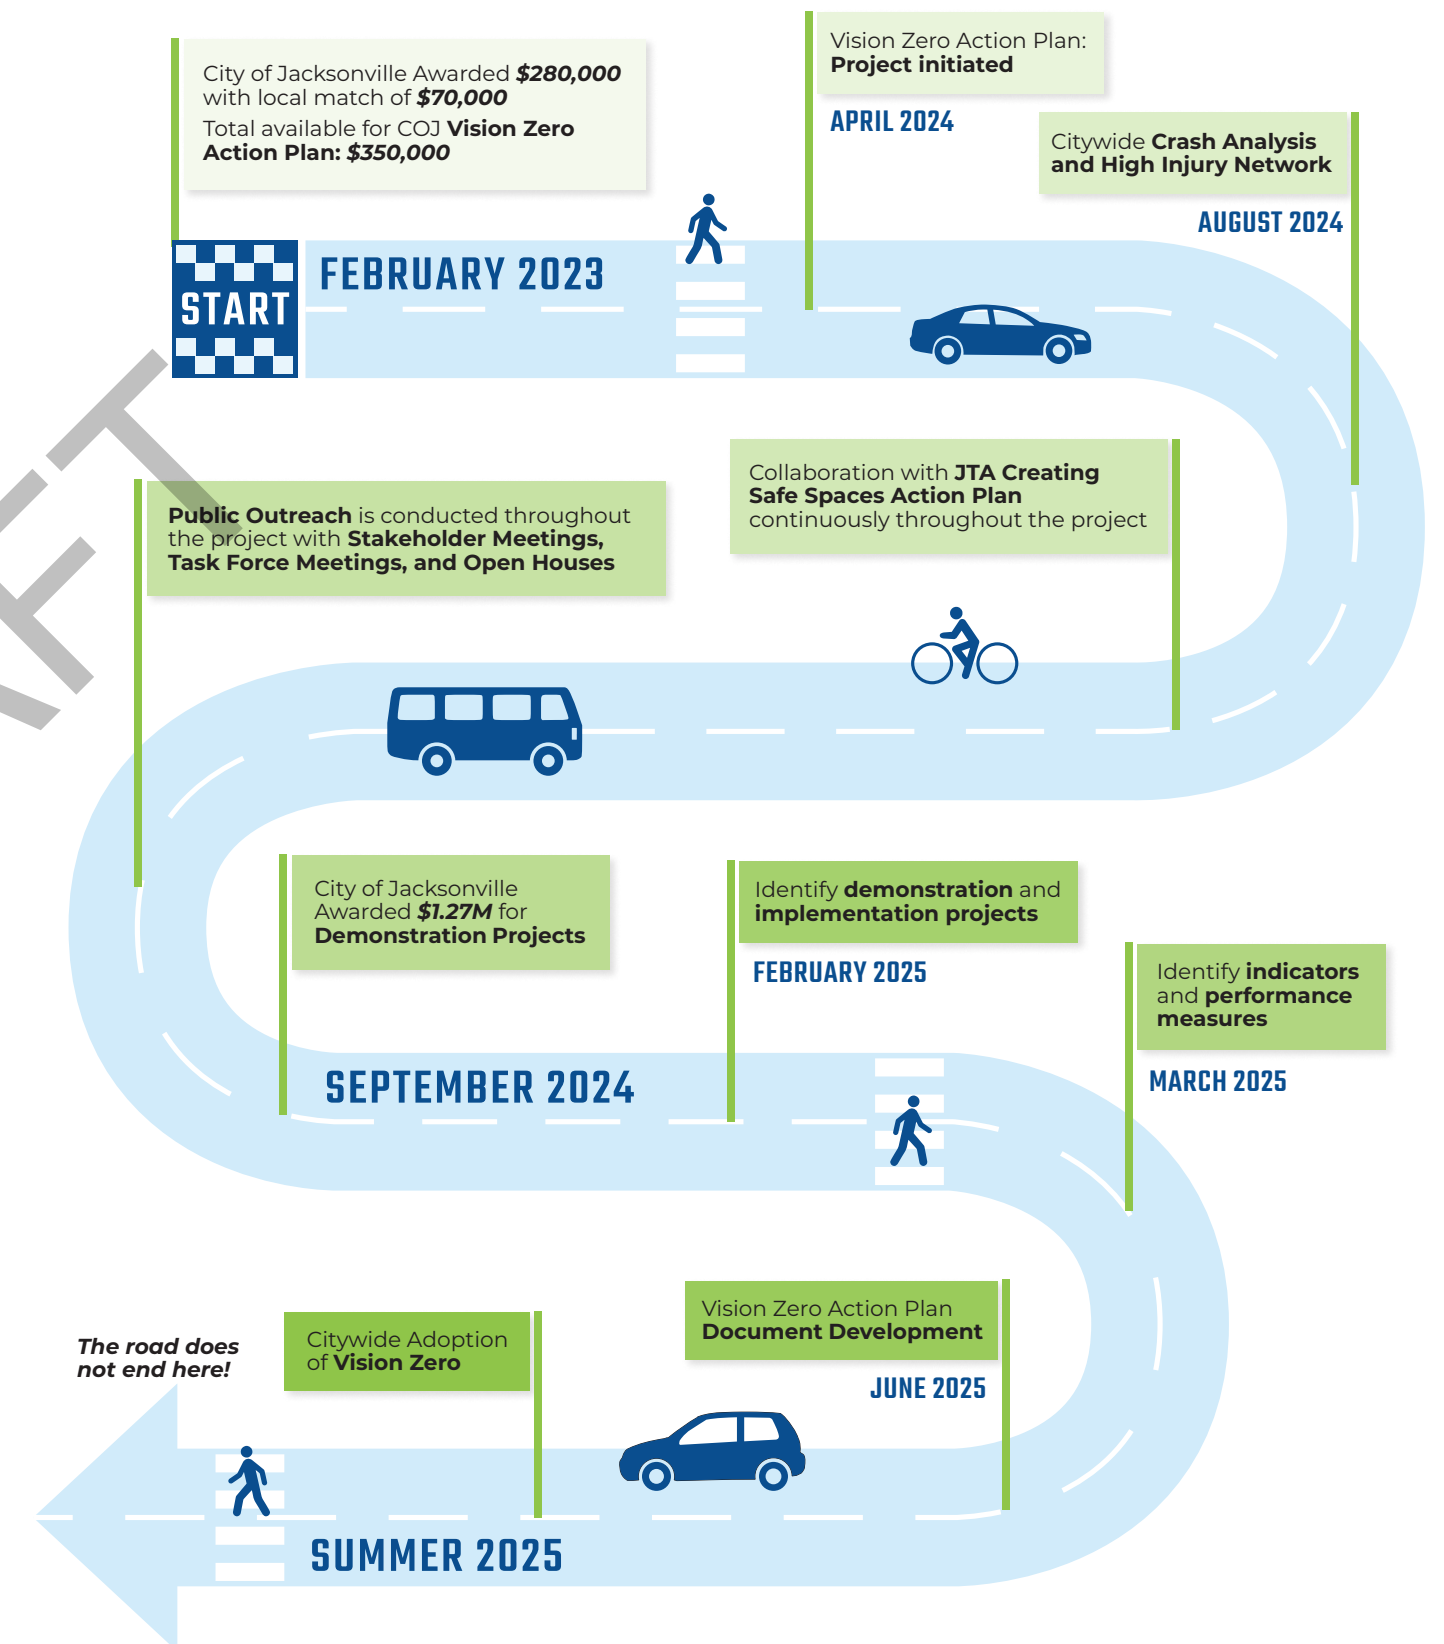 City of Jacksonville Awarded $280,000
with local match of $70,000
Total available for COJ Vision Zero
Action Plan: $350,000
START
FEBRUARY 2023
Vision Zero Action Plan:
Project initiated
APRIL 2024
Citywide Crash Analysis
and High Injury Network
AUGUST 2024
Collaboration with JTA Creating
Safe Spaces Action Plan
continuously throughout the project
Public Outreach is conducted throughout
the project with Stakeholder Meetings,
Task Force Meetings, and Open Houses
City of Jacksonville
Awarded $1.27M for
Demonstration Projects
SEPTEMBER 2024
Identify demonstration and
implementation projects
FEBRUARY 2025
Identify indicators
and performance
measures
MARCH 2025
Vision Zero Action Plan
Document Development
JUNE 2025
Citywide Adoption
of Vision Zero
SUMMER 2025
The road does
not end here!